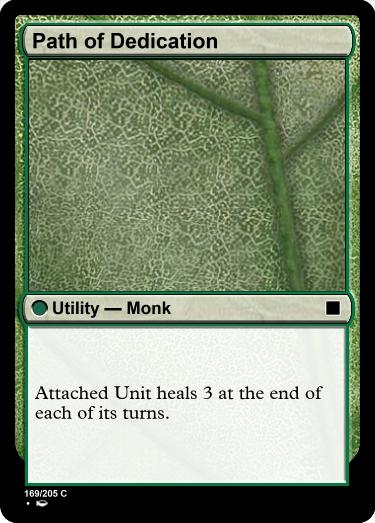 Path of Dedication
Utility — Monk
Attached Unit heals 3 at the end of
each of its turns.
169/205 C